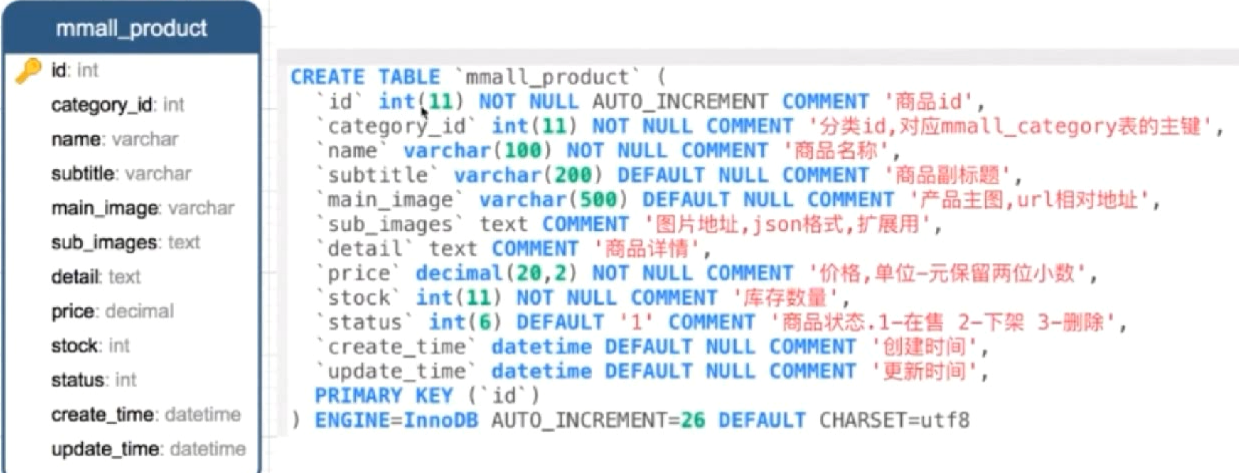 mmall_product
id: int
category_id: int
name: varchar
subtitle: varchar
main_image: varchar
sub_images: text
detail: text
price: decimal
stock: int
status: int
create_time: datetime
update_time: datetime
CREATE TABLE `mmall_product` (
`id` int(11) NOT NULL AUTO_INCREMENT COMMENT '商品id',
`category_id` int(11) NOT NULL COMMENT '分类id,对应mmall_category表的主键',
`name` varchar(100) NOT NULL COMMENT '商品名称',
`subtitle` varchar(200) DEFAULT NULL COMMENT '商品副标题',
`main_image` varchar(500) DEFAULT NULL COMMENT '产品主图,url相对地址',
`sub_images` text COMMENT '图片地址,json格式,扩展用',
`detail` text COMMENT '商品详情',
`price` decimal(20,2) NOT NULL COMMENT '价格,单位-元保留两位小数',
`stock` int(11) NOT NULL COMMENT '库存数量',
`status` int(6) DEFAULT '1' COMMENT '商品状态.1-在售 2-下架 3-删除',
`create_time` datetime DEFAULT NULL COMMENT '创建时间',
`update_time` datetime DEFAULT NULL COMMENT '更新时间',
PRIMARY KEY (`id`)
) ENGINE=InnoDB AUTO_INCREMENT=26 DEFAULT CHARSET=utf8